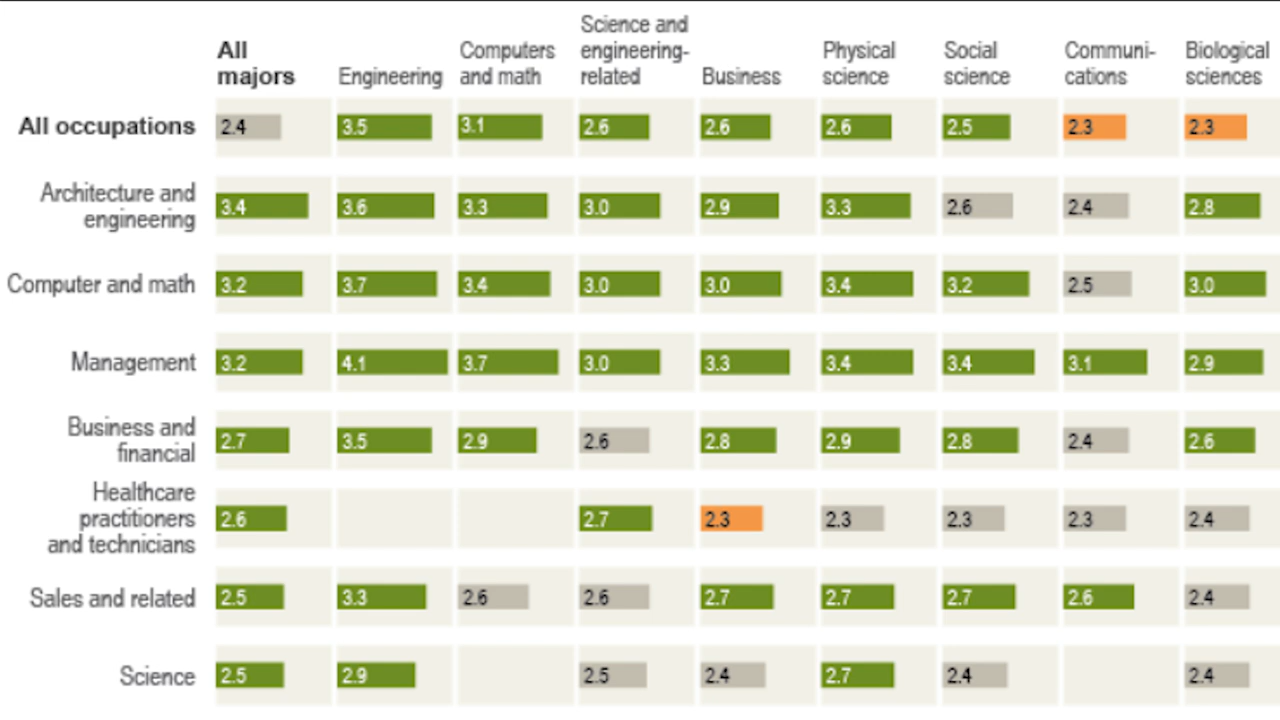 All majors
Engineering
Computers and math
Science and engineering-related
Business
Physical science
Social science
Communi-cations
Biological sciences
All occupations 2.4 3.5 3.1 2.6 2.6 2.6 2.5 2.3 2.3
Architecture and engineering 3.4 3.6 3.3 3.0 2.9 3.3 2.6 2.4 2.8
Computer and math 3.2 3.7 3.4 3.0 3.0 3.4 3.2 2.5 3.0
Management 3.2 4.1 3.7 3.0 3.3 3.4 3.4 3.1 2.9
Business and financial 2.7 3.5 2.9 2.6 2.8 2.9 2.8 2.4 2.6
Healthcare practitioners and technicians 2.6 2.7 2.3 2.3 2.3 2.3 2.4
Sales and related 2.5 3.3 2.6 2.6 2.7 2.7 2.7 2.6 2.4
Science 2.5 2.9 2.5 2.4 2.7 2.4 2.4